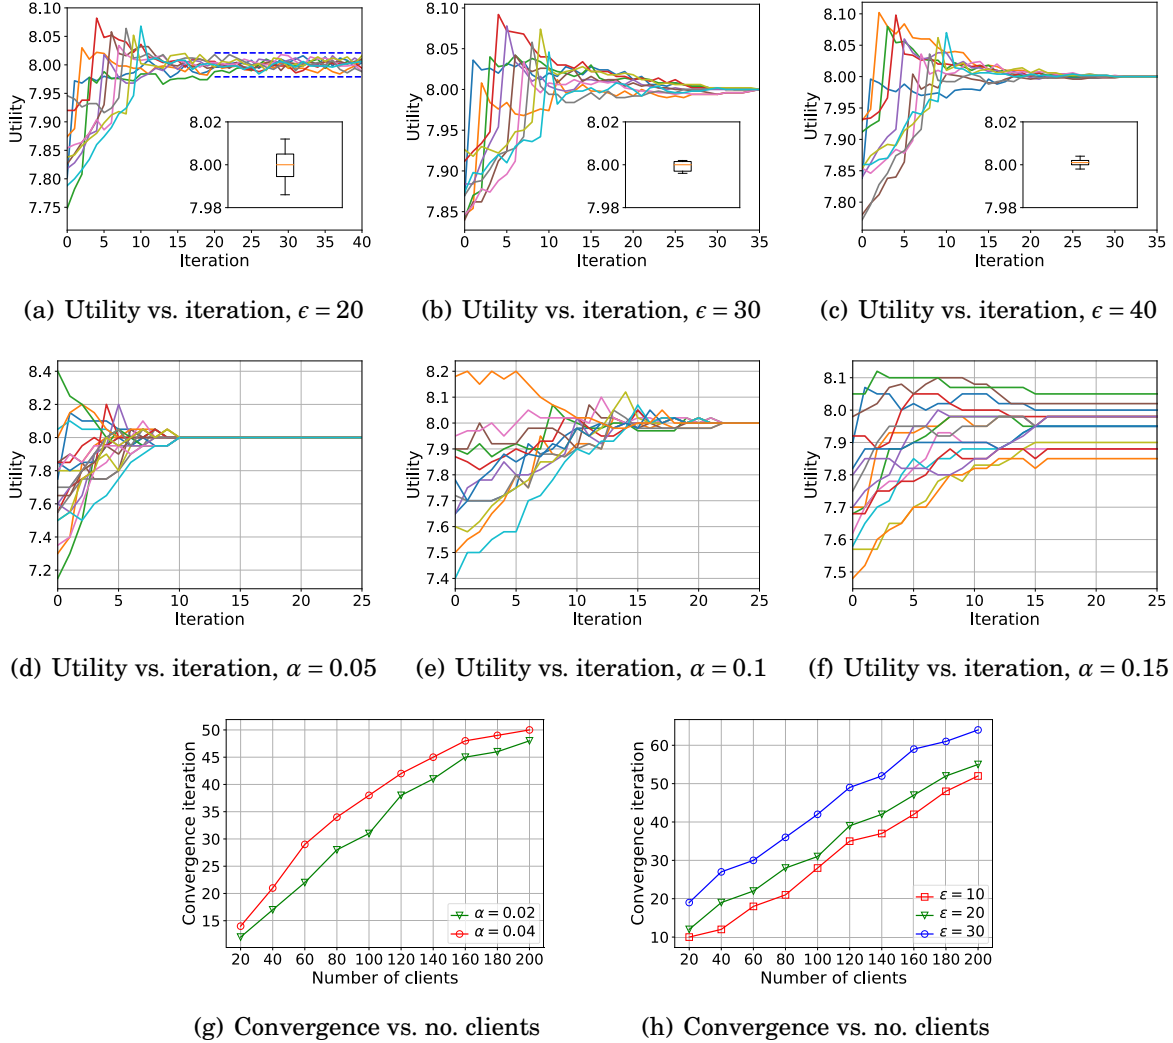 8.10
8.05
8.00
7.95
7.90
7.85
7.80
7.75
Utility
8.02
8.00
7.98
0 5 10 15 20 25 30 35 40
Iteration
(a) Utility vs. iteration, ϵ = 20
8.10
8.05
8.00
7.95
7.90
7.85
Utility
8.02
8.00
7.98
0 5 10 15 20 25 30 35
Iteration
(b) Utility vs. iteration, ϵ = 30
8.10
8.05
8.00
7.95
7.90
7.85
7.80
Utility
8.02
8.00
7.98
0 5 10 15 20 25 30 35
Iteration
(c) Utility vs. iteration, ϵ = 40
8.4
8.2
8.0
7.8
7.6
7.4
7.2
Utility
0 5 10 15 20 25
Iteration
(d) Utility vs. iteration, α = 0.05
8.2
8.1
8.0
7.9
7.8
7.7
7.6
7.5
7.4
Utility
0 5 10 15 20 25
Iteration
(e) Utility vs. iteration, α = 0.1
8.1
8.0
7.9
7.8
7.7
7.6
7.5
Utility
0 5 10 15 20 25
Iteration
(f) Utility vs. iteration, α = 0.15
50
45
40
35
30
25
20
15
Convergence iteration
α = 0.02
α = 0.04
20 40 60 80 100 120 140 160 180 200
Number of clients
(g) Convergence vs. no. clients
60
50
40
30
20
10
Convergence iteration
ε = 10
ε = 20
ε = 30
20 40 60 80 100 120 140 160 180 200
Number of clients
(h) Convergence vs. no. clients